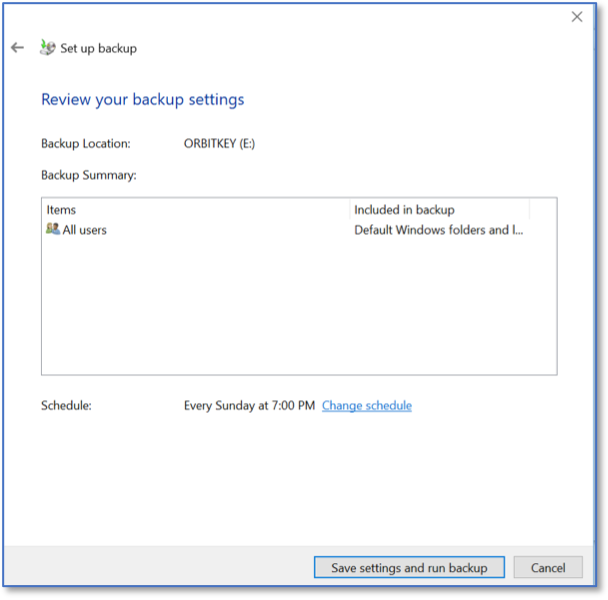 Set up backup
Review your backup settings
Backup Location: ORBITKEY (E:)
Backup Summary:
Items Included in backup
All users Default Windows folders and l...
Schedule: Every Sunday at 7:00 PM Change schedule
Save settings and run backup Cancel